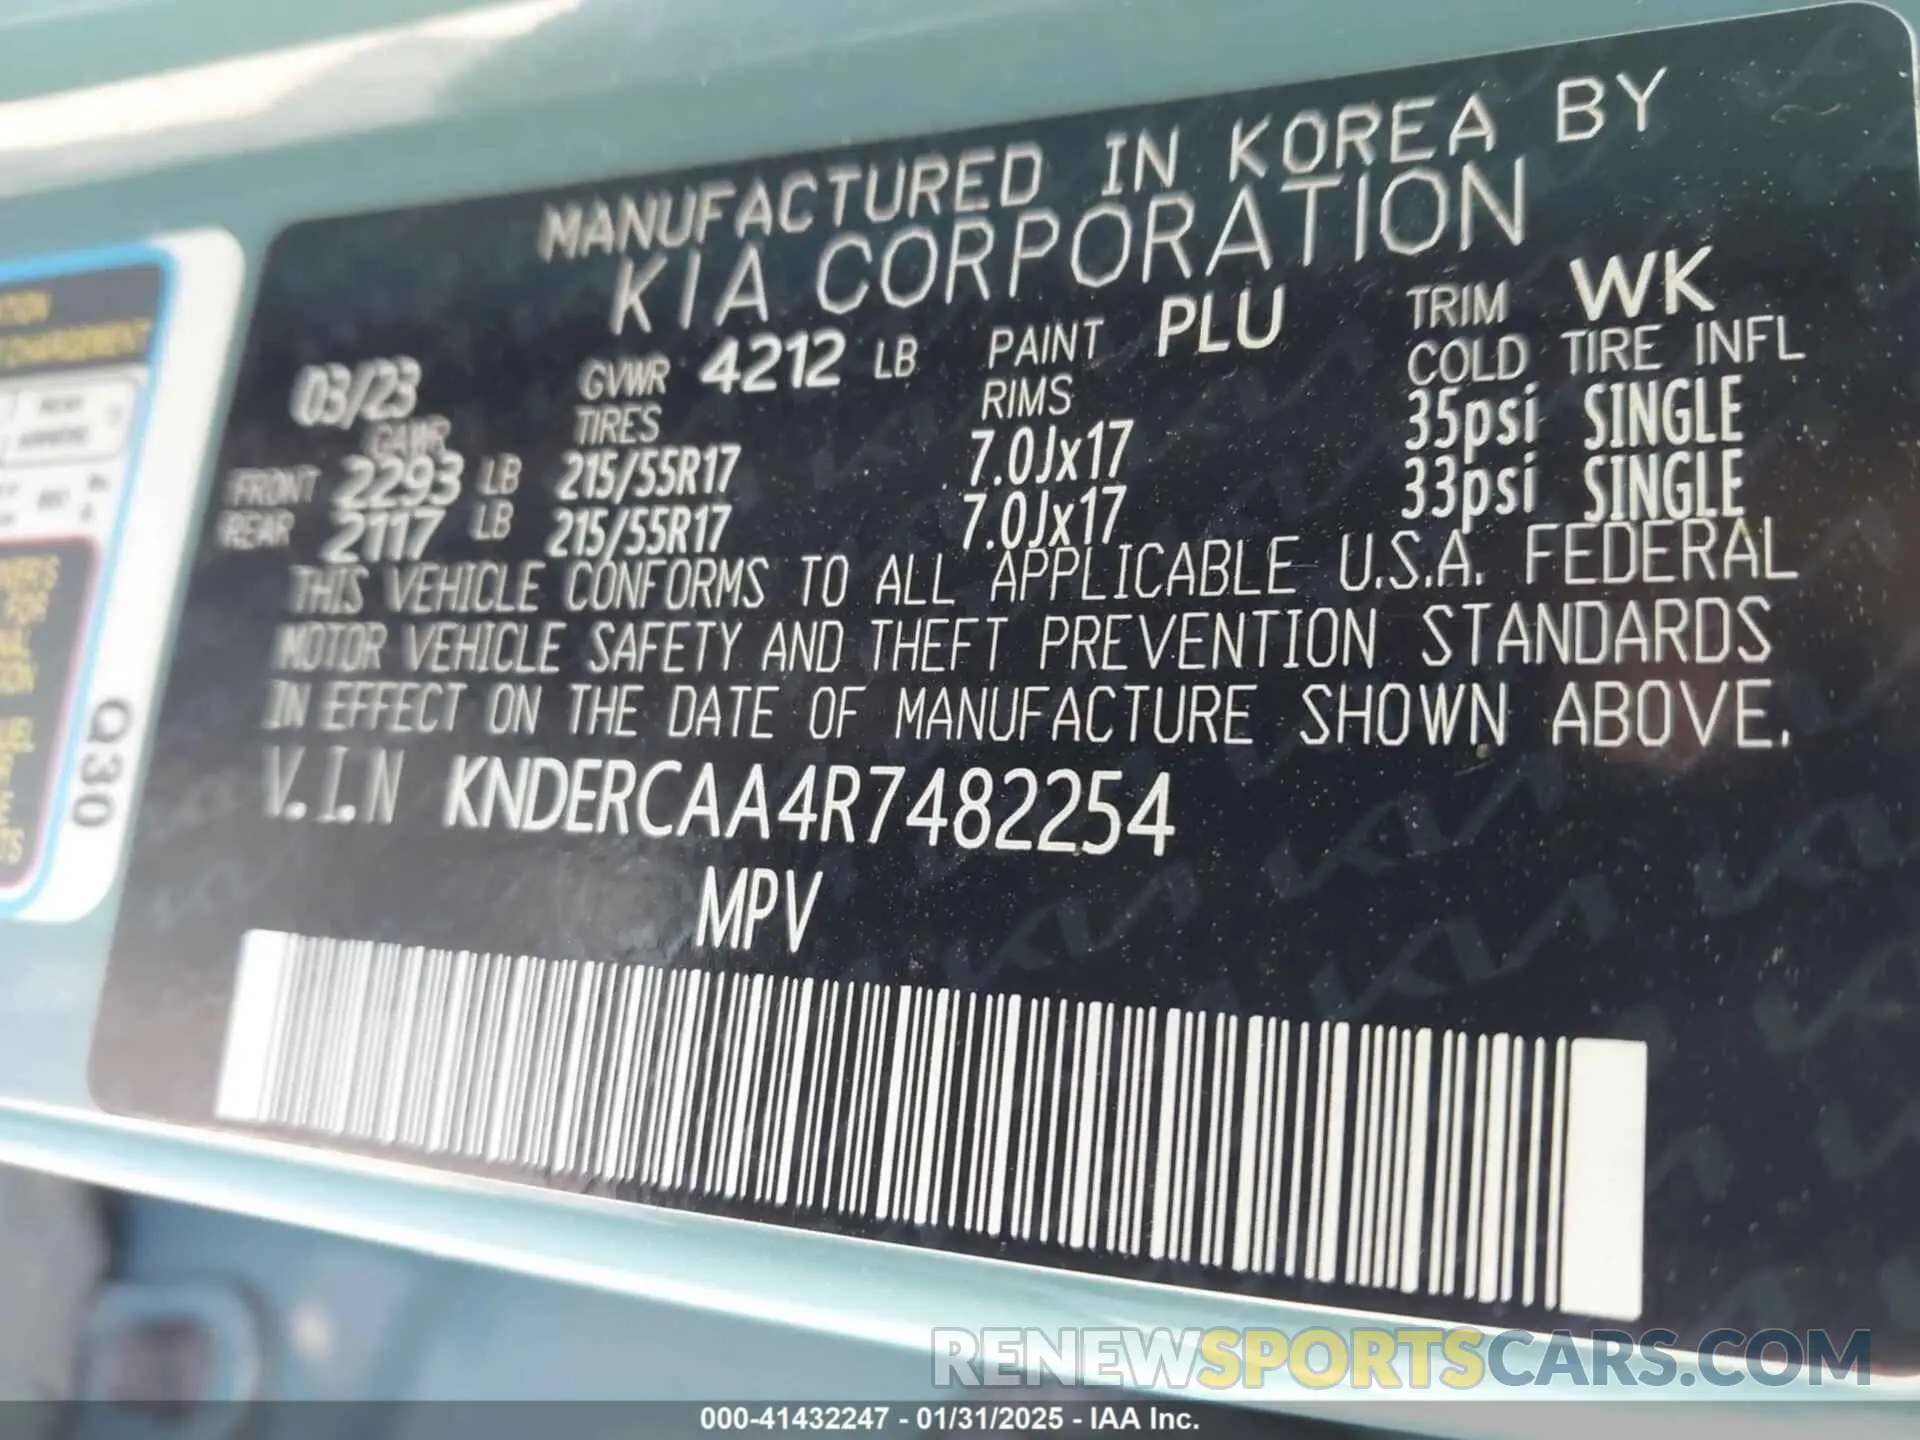 MANUFACTURED IN KOREA BY
KIA CORPORATION
03/23 GVWR 4212 LB PAINT PLU TRIM WK
GAWR TIRES RIMS COLD TIRE INFL
FRONT 2293 LB 215/55R17 7.0Jx17 35psi SINGLE
REAR 2117 LB 215/55R17 7.0Jx17 33psi SINGLE
THIS VEHICLE CONFORMS TO ALL APPLICABLE U.S.A. FEDERAL
MOTOR VEHICLE SAFETY AND THEFT PREVENTION STANDARDS
IN EFFECT ON THE DATE OF MANUFACTURE SHOWN ABOVE.
V.I.N KNDERCAA4R7482254
MPV
Q30
RENEWSPORTSCARS.COM
000-41432247 - 01/31/2025 - IAA Inc.